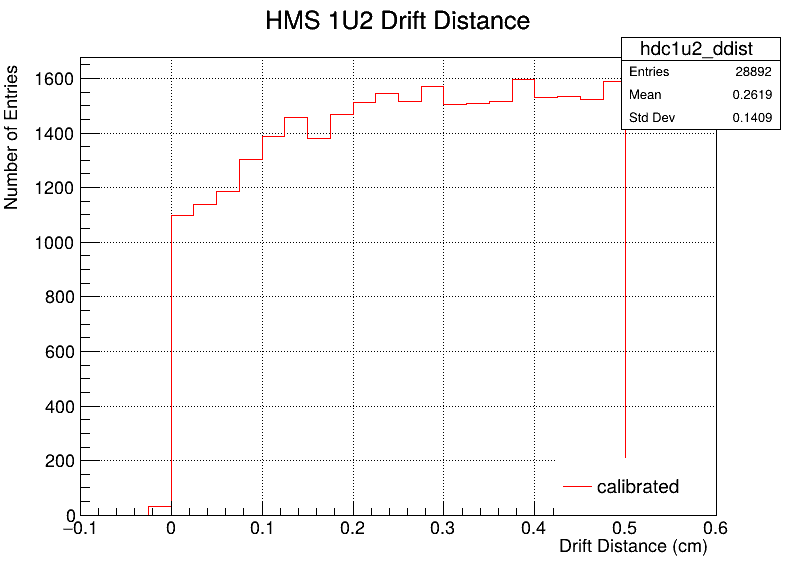 HMS 1U2 Drift Distance
hdc1u2_ddist
Entries 28892
Mean 0.2619
Std Dev 0.1409
Number of Entries
1600
1400
1200
1000
800
600
400
200
0
calibrated
−0.1 0 0.1 0.2 0.3 0.4 0.5 0.6
Drift Distance (cm)